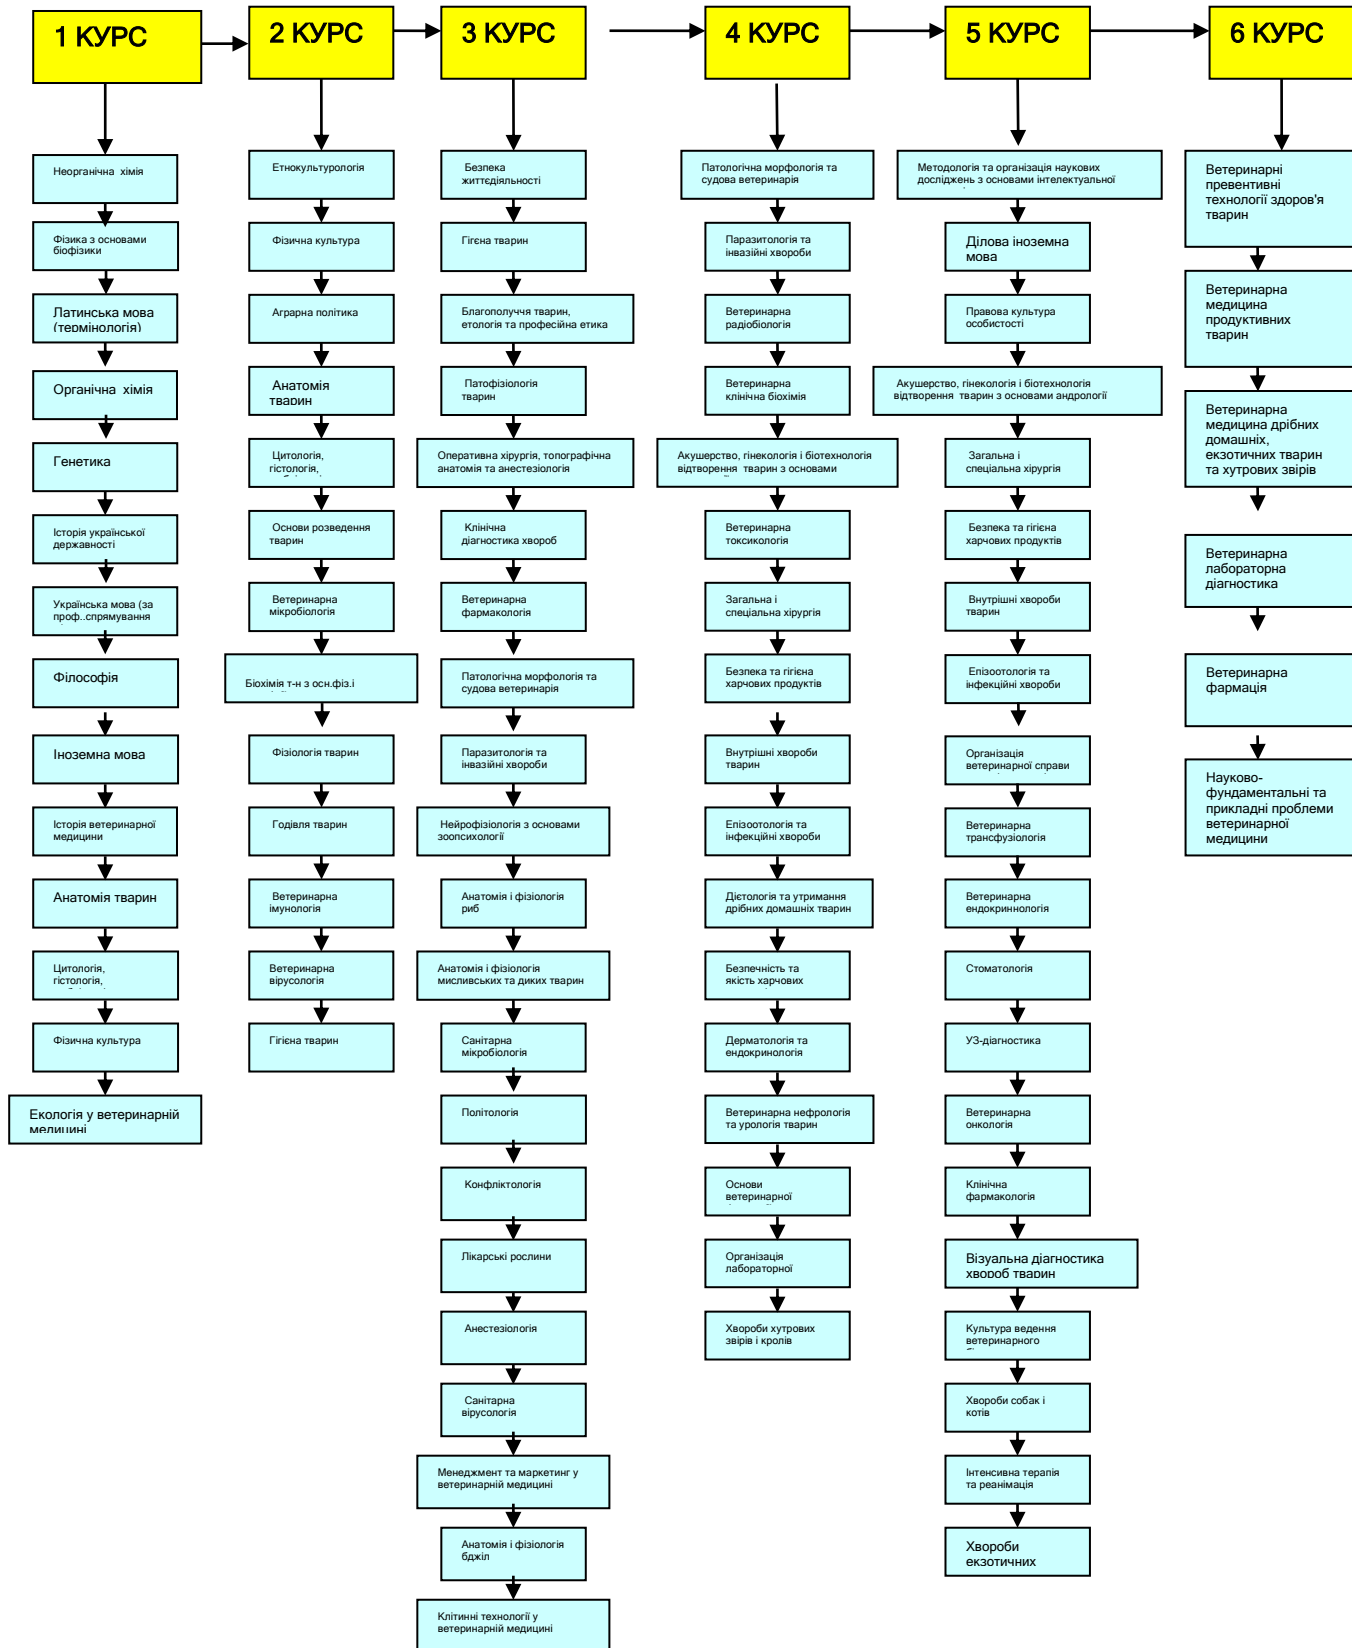 1 КУРС
2 КУРС
3 КУРС
4 КУРС
5 КУРС
6 КУРС
Неорганічна хімія
Фізика з основами
біофізики
Латинська мова
(термінологія)
Органічна хімія
Генетика
Історія української
державності
Українська мова (за
проф..спрямування
Філософія
Іноземна мова
Історія ветеринарної
медицини
Анатомія тварин
Цитологія,
гістологія,
Фізична культура
Екологія у ветеринарній
медицині
Етнокультурологія
Фізична культура
Аграрна політика
Анатомія
тварин
Цитологія,
гістологія,
Основи розведення
тварин
Ветеринарна
мікробіологія
Біохімія т-н з осн.фіз.і
Фізіологія тварин
Годівля тварин
Ветеринарна
імунологія
Ветеринарна
вірусологія
Гігієна тварин
Безпека
життєдіяльності
Гігєна тварин
Благополуччя тварин,
етологія та професійна етика
Патофізіологія
тварин
Оперативна хірургія, топографічна
анатомія та анестезіологія
Клінічна
діагностика хвороб
Ветеринарна
фармакологія
Патологічна морфологія та
судова ветеринарія
Паразитологія та
інвазійні хвороби
Нейрофізіологія з основами
зоопсихології
Анатомія і фізіологія
риб
Анатомія і фізіологія
мисливських та диких тварин
Санітарна
мікробіологія
Політологія
Конфліктологія
Лікарські рослини
Анестезіологія
Санітарна
вірусологія
Менеджмент та маркетинг у
ветеринарній медицині
Анатомія і фізіологія
бджіл
Клітинні технології у
ветеринарній медицині
Патологічна морфологія та
судова ветеринарія
Паразитологія та
інвазійні хвороби
Ветеринарна
радіобіологія
Ветеринарна
клінічна біохімія
Акушерство, гінекологія і біотехнологія
відтворення тварин з основами
Ветеринарна
токсикологія
Загальна і
спеціальна хірургія
Безпека та гігієна
харчових продуктів
Внутрішні хвороби
тварин
Епізоотологія та
інфекційні хвороби
Дієтологія та утримання
дрібних домашніх тварин
Безпечність та
якість харчових
Дерматологія та
ендокринологія
Ветеринарна нефрологія
та урологія тварин
Основи
ветеринарної
Організація
лабораторної
Хвороби хутрових
звірів і кролів
Методологія та організація наукових
досліджень з основами інтелектуальної
Ділова іноземна
мова
Правова культура
особистості
Акушерство, гінекологія і біотехнологія
відтворення тварин з основами андрології
Загальна і
спеціальна хірургія
Безпека та гігієна
харчових продуктів
Внутрішні хвороби
тварин
Епізоотологія та
інфекційні хвороби
Організація
ветеринарної справи
Ветеринарна
трансфузіологія
Ветеринарна
ендокриннологія
Стоматологія
УЗ-діагностика
Ветеринарна
онкологія
Клінічна
фармакологія
Візуальна діагностика
хвороб тварин
Культура ведення
ветеринарного
Хвороби собак і
котів
Інтенсивна терапія
та реанімація
Хвороби
екзотичних
Ветеринарні
превентивні
технології здоров'я
тварин
Ветеринарна
медицина
продуктивних
тварин
Ветеринарна
медицина дрібних
домашніх,
екзотичних тварин
та хутрових звірів
Ветеринарна
лабораторна
діагностика
Ветеринарна
фармація
Науково-
фундаментальні та
прикладні проблеми
ветеринарної
медицини